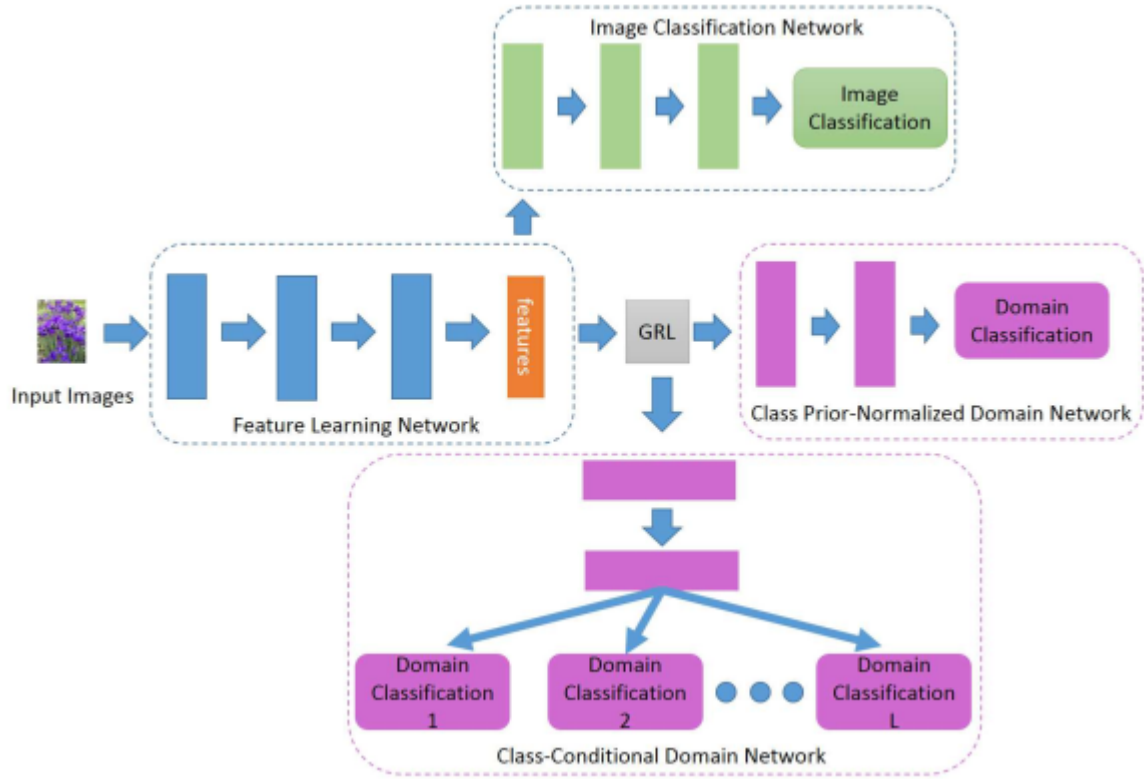 Image Classification Network
Image
Classification
Input Images
features
Feature Learning Network
GRL
Domain
Classification
Class Prior-Normalized Domain Network
Domain
Classification
1
Domain
Classification
2
Domain
Classification
L
Class-Conditional Domain Network